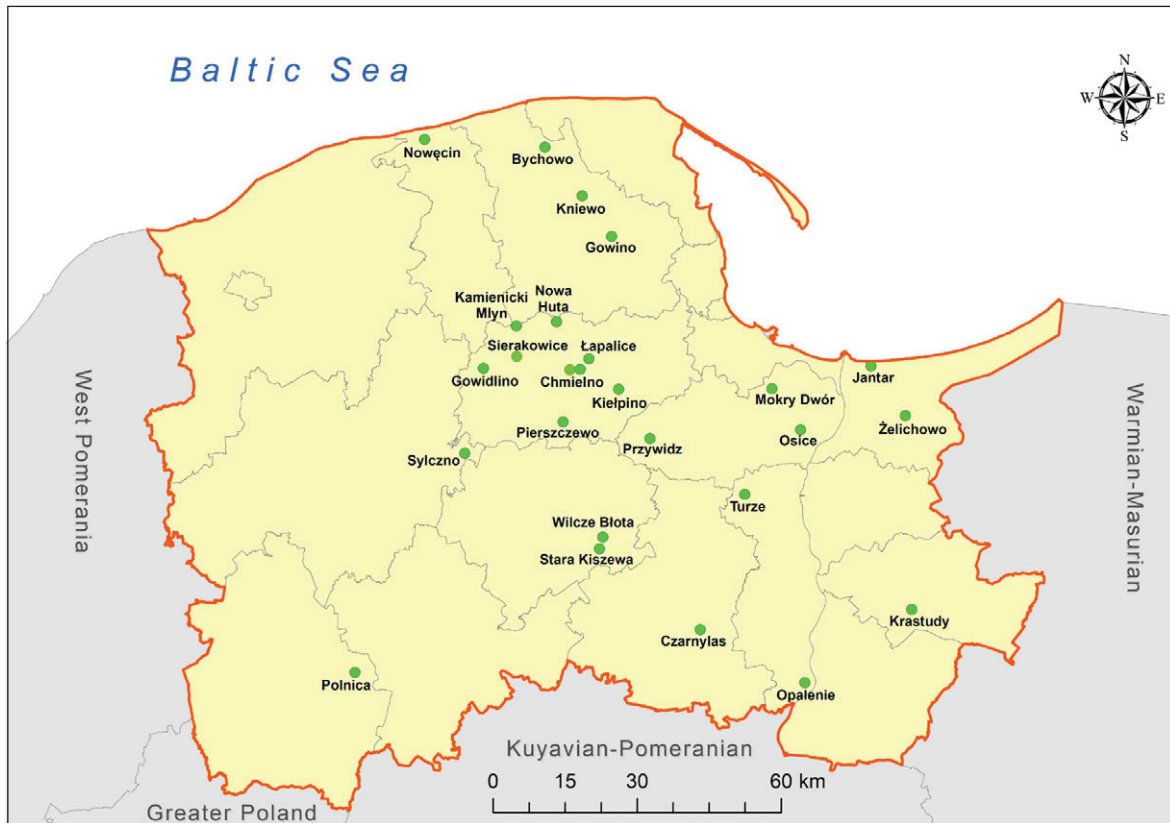 Baltic Sea
N
W
E
S
Nowęcin
Bychowo
Kniewo
Gowino
Kamienicki
Młyn
Nowa
Huta
Sierakowice
Łapalice
Gowidlino
Chmielno
Kiełpino
Jantar
Mokry Dwór
Żelichowo
Pierszczewo
Przywidz
Osice
Sylczno
Turze
Wilcze Błota
Stara Kiszewa
Krastudy
Czarnylas
Polnica
Opalenie
West Pomerania
Warmian-Masurian
Kuyavian-Pomeranian
Greater Poland
0 15 30 60 km